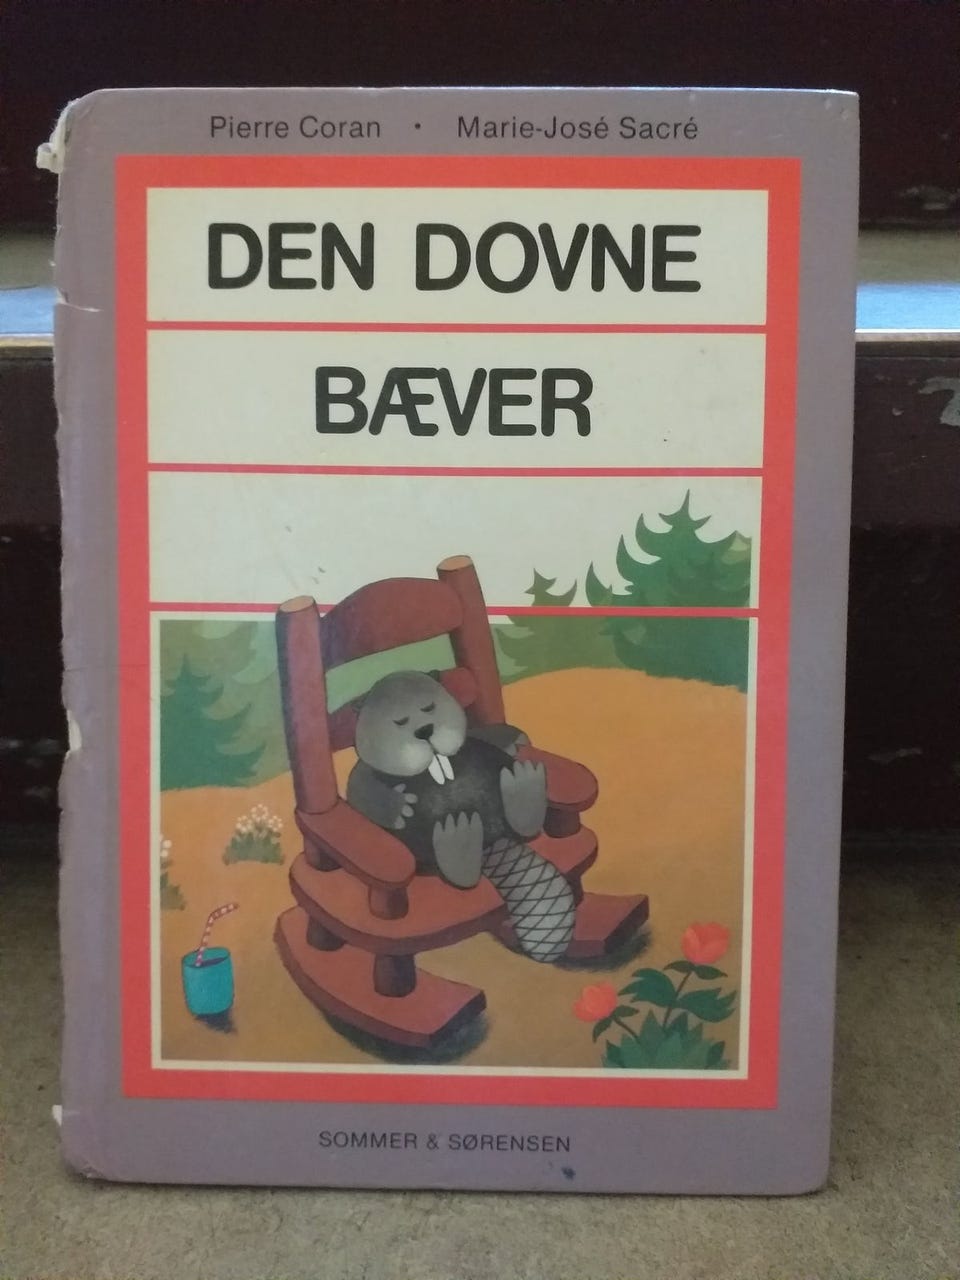 Pierre Coran · Marie-José Sacré
DEN DOVNE
BÆVER
SOMMER & SØRENSEN